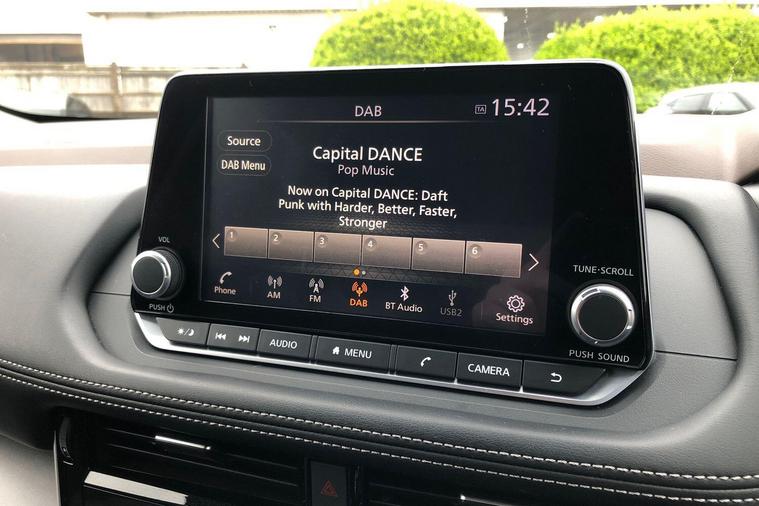 DAB
TA 15:42
Source
DAB Menu
Capital DANCE
Pop Music
Now on Capital DANCE: Daft
Punk with Harder, Better, Faster,
Stronger
1 2 3 4 5 6
Phone AM FM DAB BT Audio USB2 Settings
VOL
PUSH
TUNE·SCROLL
PUSH SOUND
AUDIO MENU CAMERA